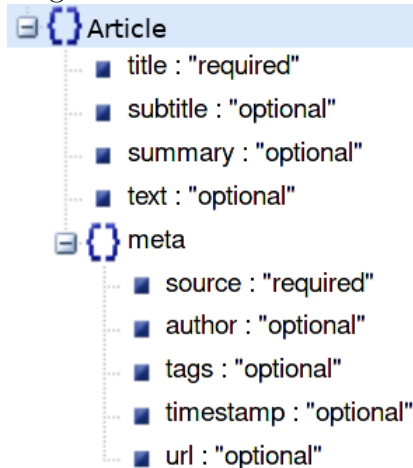 Article
title : "required"
subtitle : "optional"
summary : "optional"
text : "optional"
meta
source : "required"
author : "optional"
tags : "optional"
timestamp : "optional"
url : "optional"